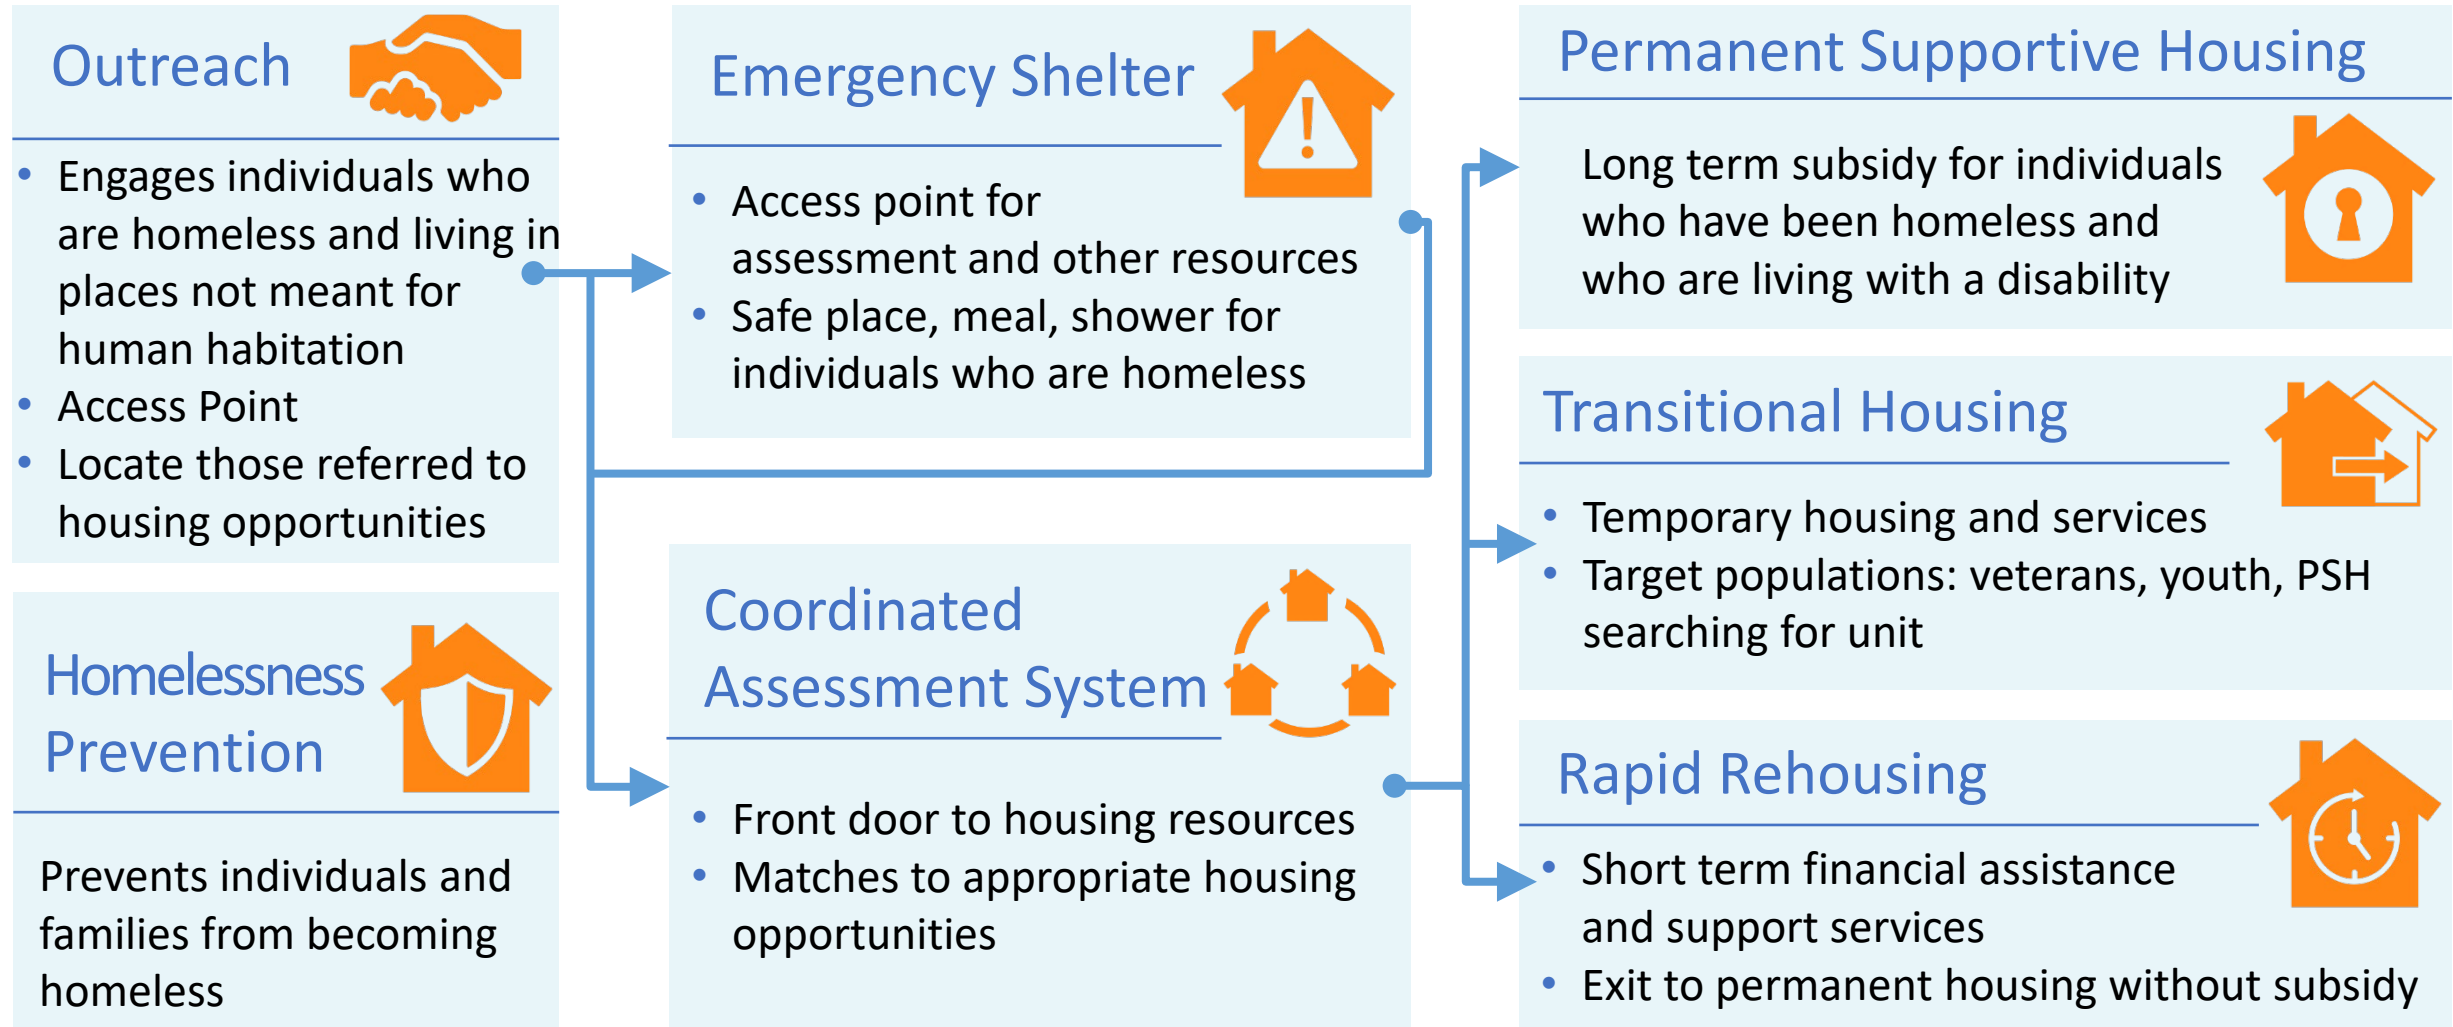 Outreach
• Engages individuals who
are homeless and living in
places not meant for
human habitation
• Access Point
• Locate those referred to
housing opportunities
Homelessness
Prevention
Prevents individuals and
families from becoming
homeless
Emergency Shelter
• Access point for
assessment and other resources
• Safe place, meal, shower for
individuals who are homeless
Coordinated
Assessment System
• Front door to housing resources
• Matches to appropriate housing
opportunities
Permanent Supportive Housing
Long term subsidy for individuals
who have been homeless and
who are living with a disability
Transitional Housing
• Temporary housing and services
• Target populations: veterans, youth, PSH
searching for unit
Rapid Rehousing
• Short term financial assistance
and support services
• Exit to permanent housing without subsidy